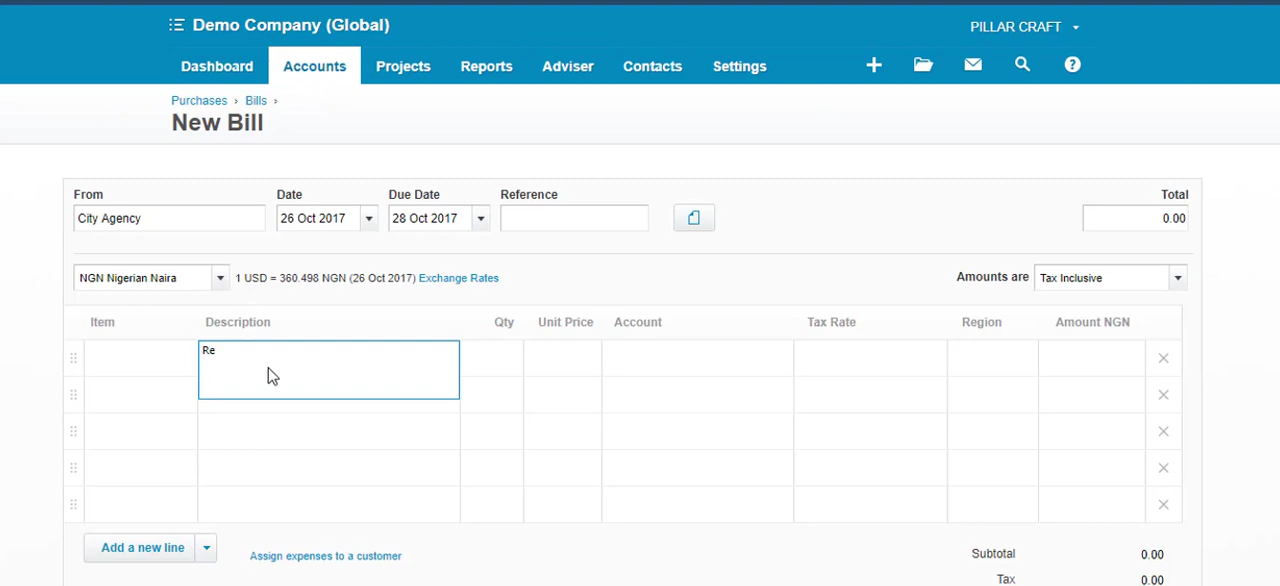 Demo Company (Global)
PILLAR CRAFT
Dashboard Accounts Projects Reports Adviser Contacts Settings
Purchases › Bills ›
New Bill
From Date Due Date Reference Total
City Agency 26 Oct 2017 28 Oct 2017 0.00
NGN Nigerian Naira 1 USD = 360.498 NGN (26 Oct 2017) Exchange Rates Amounts are Tax Inclusive
Item Description Qty Unit Price Account Tax Rate Region Amount NGN
Re
Add a new line Assign expenses to a customer Subtotal 0.00
Tax 0.00